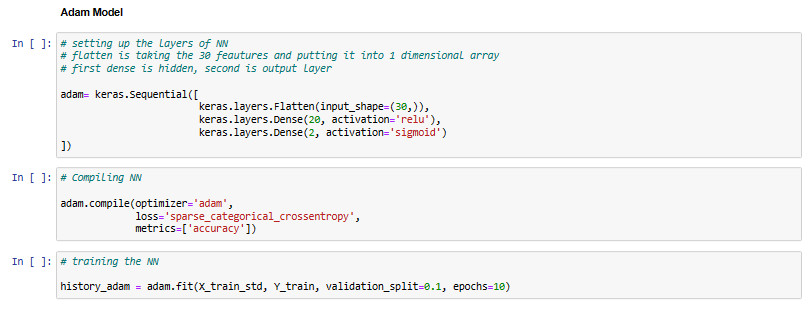 Adam Model
In [ ]: # setting up the layers of NN
# flatten is taking the 30 feautures and putting it into 1 dimensional array
# first dense is hidden, second is output layer
adam= keras.Sequential([
keras.layers.Flatten(input_shape=(30,)),
keras.layers.Dense(20, activation='relu'),
keras.layers.Dense(2, activation='sigmoid')
])
In [ ]: # Compiling NN
adam.compile(optimizer='adam',
loss='sparse_categorical_crossentropy',
metrics=['accuracy'])
In [ ]: # training the NN
history_adam = adam.fit(X_train_std, Y_train, validation_split=0.1, epochs=10)